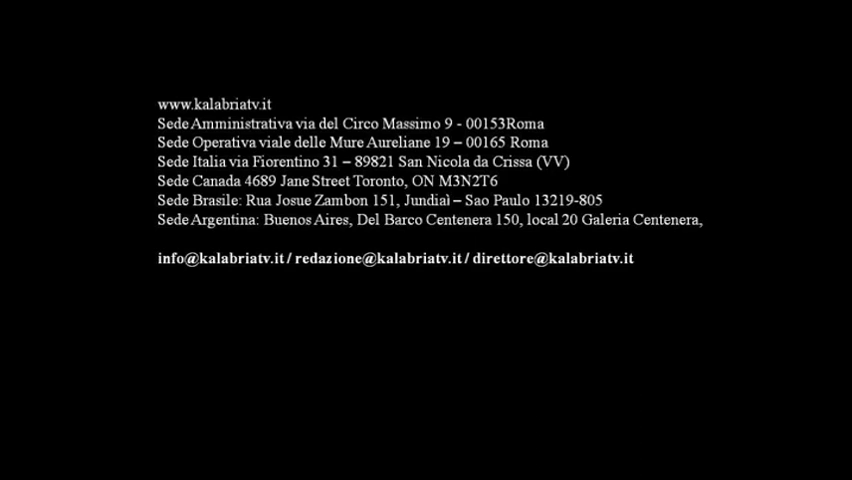 www.kalabriatv.it
Sede Amministrativa via del Circo Massimo 9 - 00153Roma
Sede Operativa viale delle Mure Aureliane 19 – 00165 Roma
Sede Italia via Fiorentino 31 – 89821 San Nicola da Crissa (VV)
Sede Canada 4689 Jane Street Toronto, ON M3N2T6
Sede Brasile: Rua Josue Zambon 151, Jundiaì – Sao Paulo 13219-805
Sede Argentina: Buenos Aires, Del Barco Centenera 150, local 20 Galeria Centenera,
info@kalabriatv.it / redazione@kalabriatv.it / direttore@kalabriatv.it